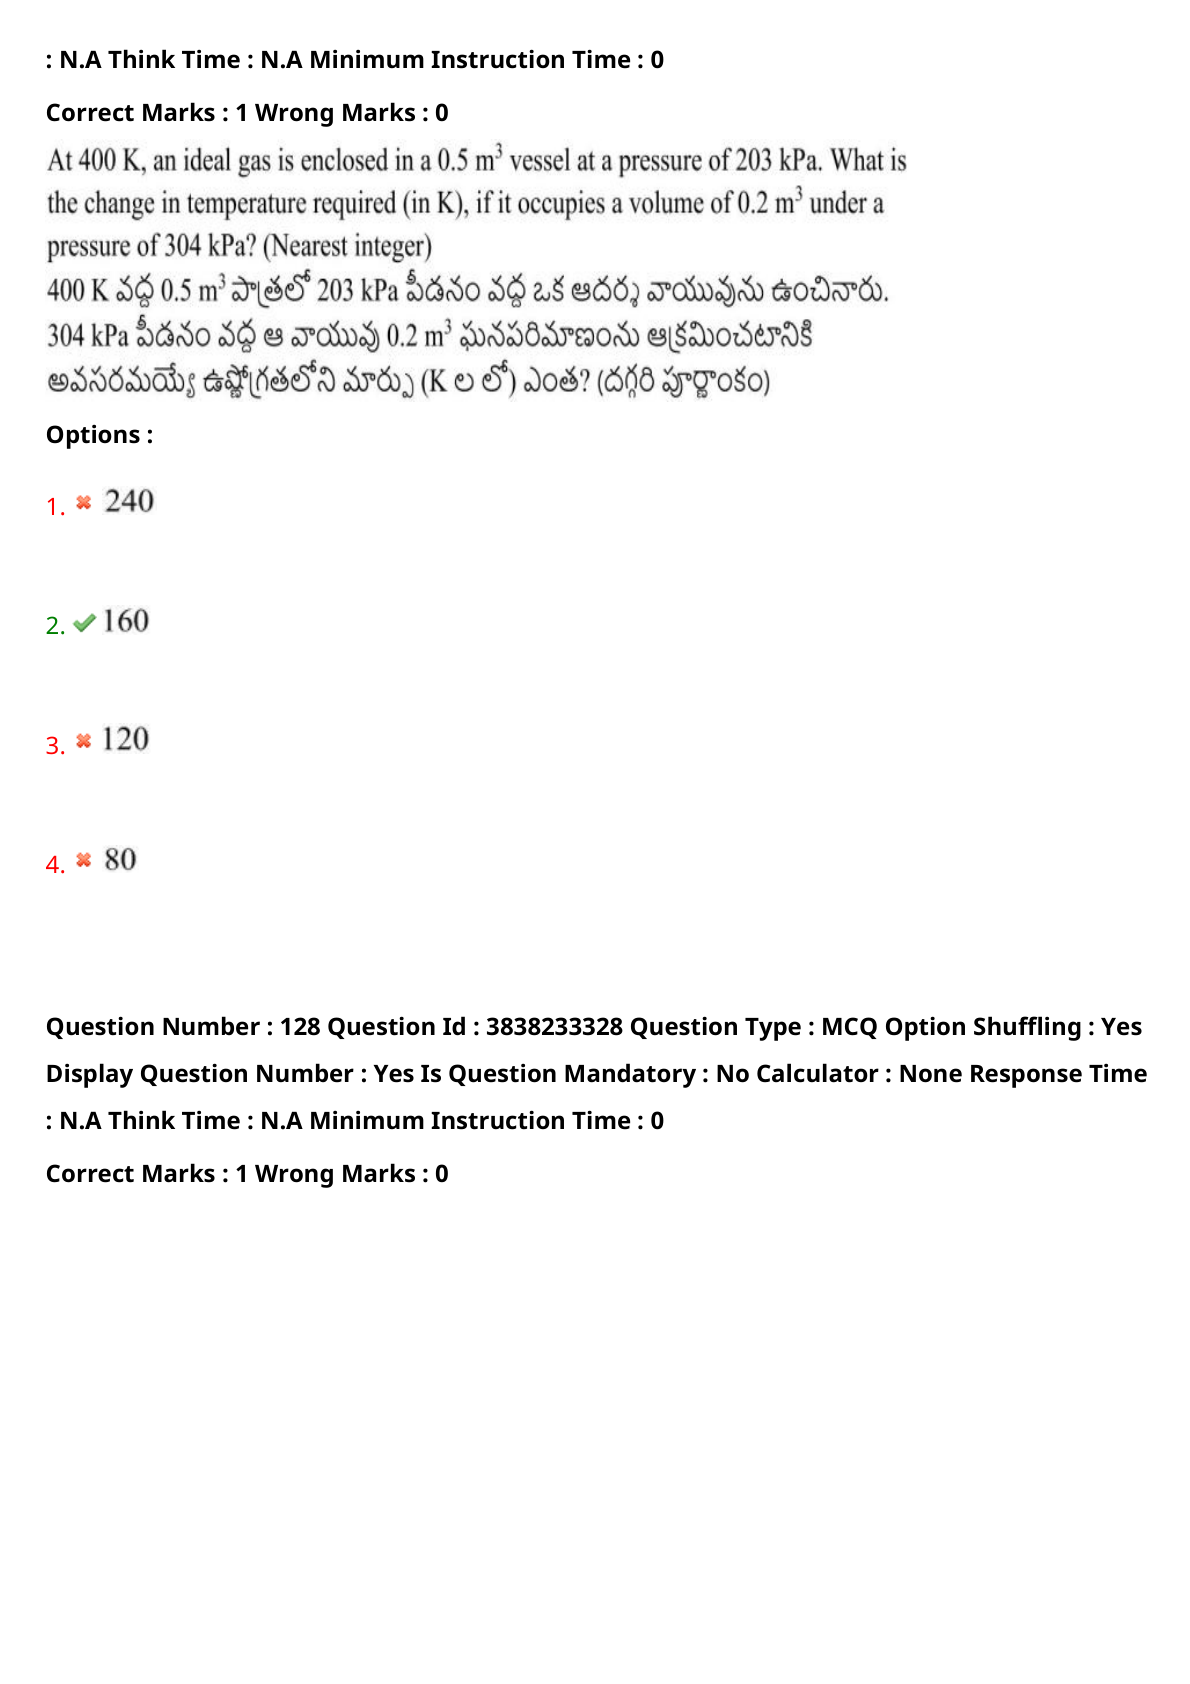 : N.A Think Time : N.A Minimum Instruction Time : 0
Correct Marks : 1 Wrong Marks : 0
At 400 K, an ideal gas is enclosed in a 0.5 m³ vessel at a pressure of 203 kPa. What is
the change in temperature required (in K), if it occupies a volume of 0.2 m³ under a
pressure of 304 kPa? (Nearest integer)
400 K వద్ద 0.5 m³ పాత్రలో 203 kPa పీడనం వద్ద ఒక ఆదర్శ వాయువును ఉంచినారు.
304 kPa పీడనం వద్ద ఆ వాయువు 0.2 m³ ఘనపరిమాణంను ఆక్రమించటానికి
అవసరమయ్యే ఉష్ణోగ్రతలోని మార్పు (K ల లో) ఎంత? (దగ్గరి పూర్ణాంకం)
Options :
1. 240
2. 160
3. 120
4. 80
Question Number : 128 Question Id : 3838233328 Question Type : MCQ Option Shuffling : Yes
Display Question Number : Yes Is Question Mandatory : No Calculator : None Response Time
: N.A Think Time : N.A Minimum Instruction Time : 0
Correct Marks : 1 Wrong Marks : 0